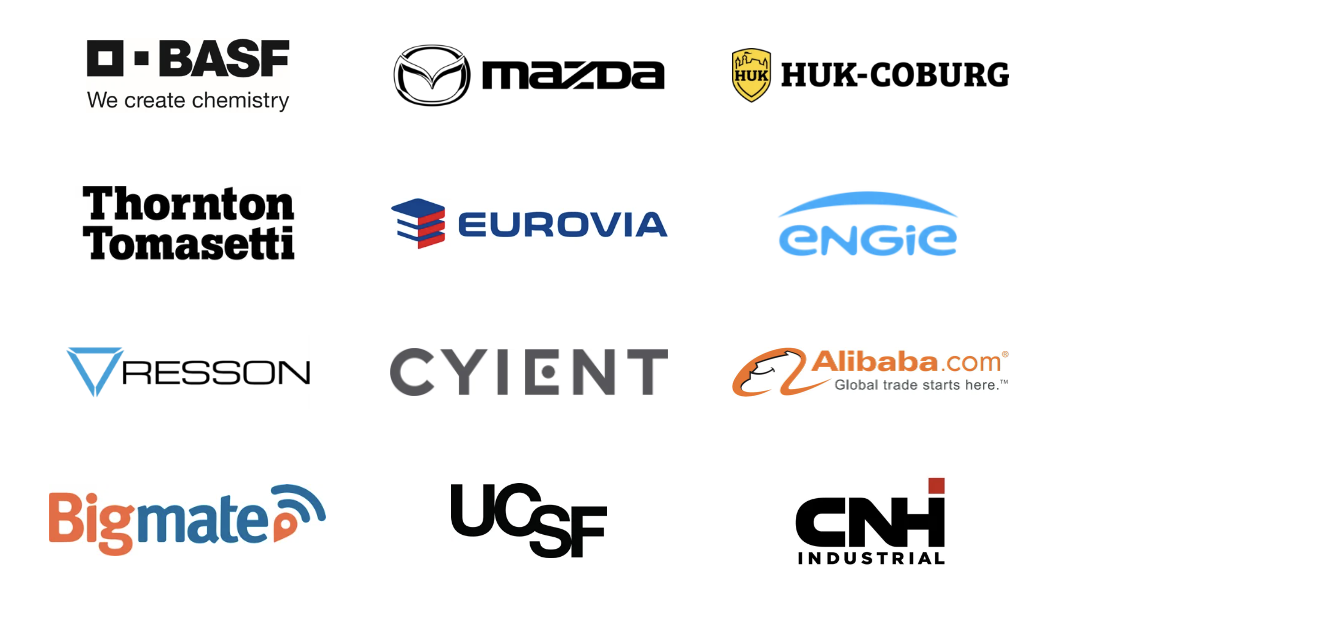 BASF
We create chemistry
mazda
HUK
HUK-COBURG
Thornton
Tomasetti
EUROVIA
ENGIE
RESSON
CYIENT
Alibaba.com®
Global trade starts here.™
Bigmate
UCSF
CNH
INDUSTRIAL